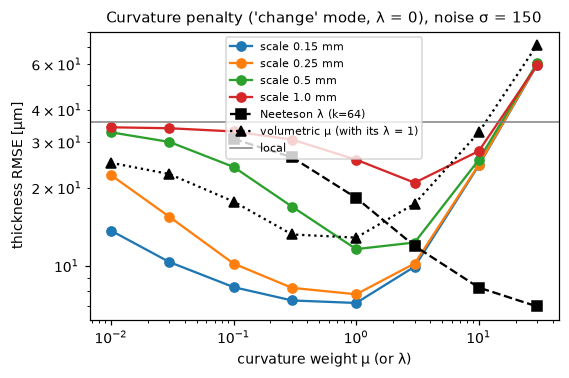 Curvature penalty ('change' mode, λ = 0), noise σ = 150
thickness RMSE [µm]
6 × 10¹
4 × 10¹
3 × 10¹
2 × 10¹
10¹
scale 0.15 mm
scale 0.25 mm
scale 0.5 mm
scale 1.0 mm
Neeteson λ (k=64)
volumetric µ (with its λ = 1)
local
10⁻²
10⁻¹
10⁰
10¹
curvature weight µ (or λ)